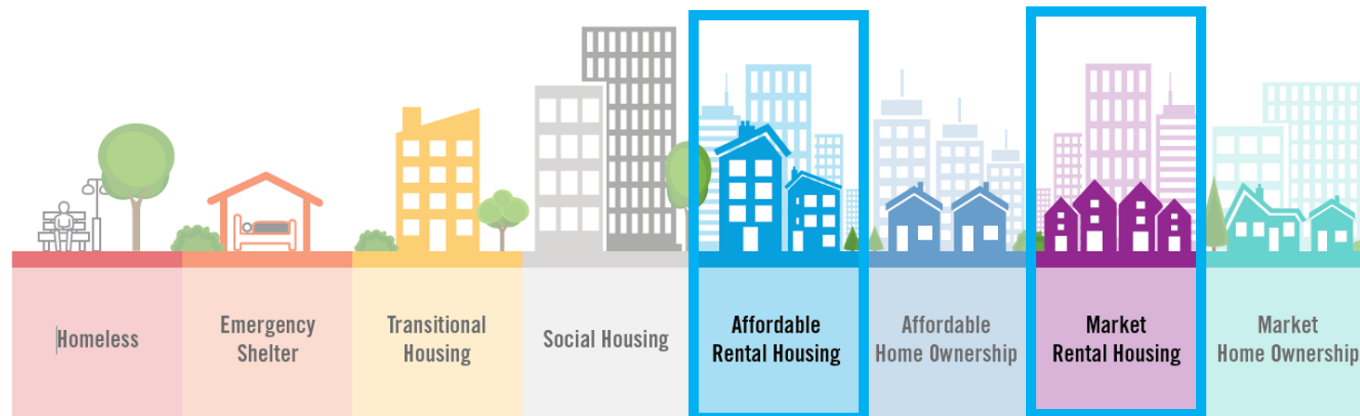 Homeless
Emergency
Shelter
Transitional
Housing
Social Housing
Affordable
Rental Housing
Affordable
Home Ownership
Market
Rental Housing
Market
Home Ownership